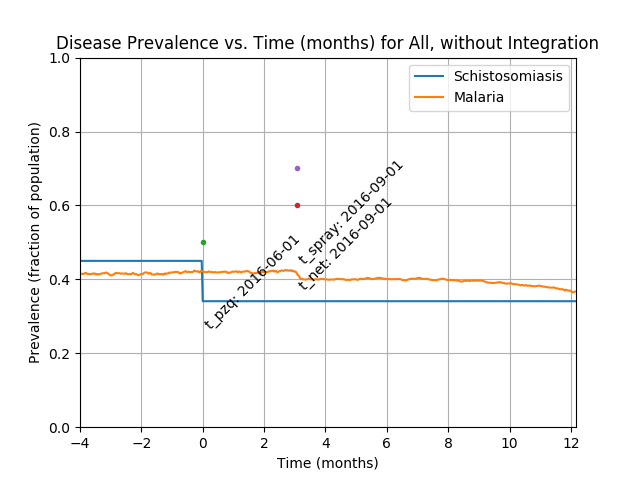 Disease Prevalence vs. Time (months) for All, without Integration
Prevalence (fraction of population)
1.0
0.8
0.6
0.4
0.2
0.0
Schistosomiasis
Malaria
t_spray: 2016-09-01
t_net: 2016-09-01
t_pzq: 2016-06-01
−4
−2
0
2
4
6
8
10
12
Time (months)